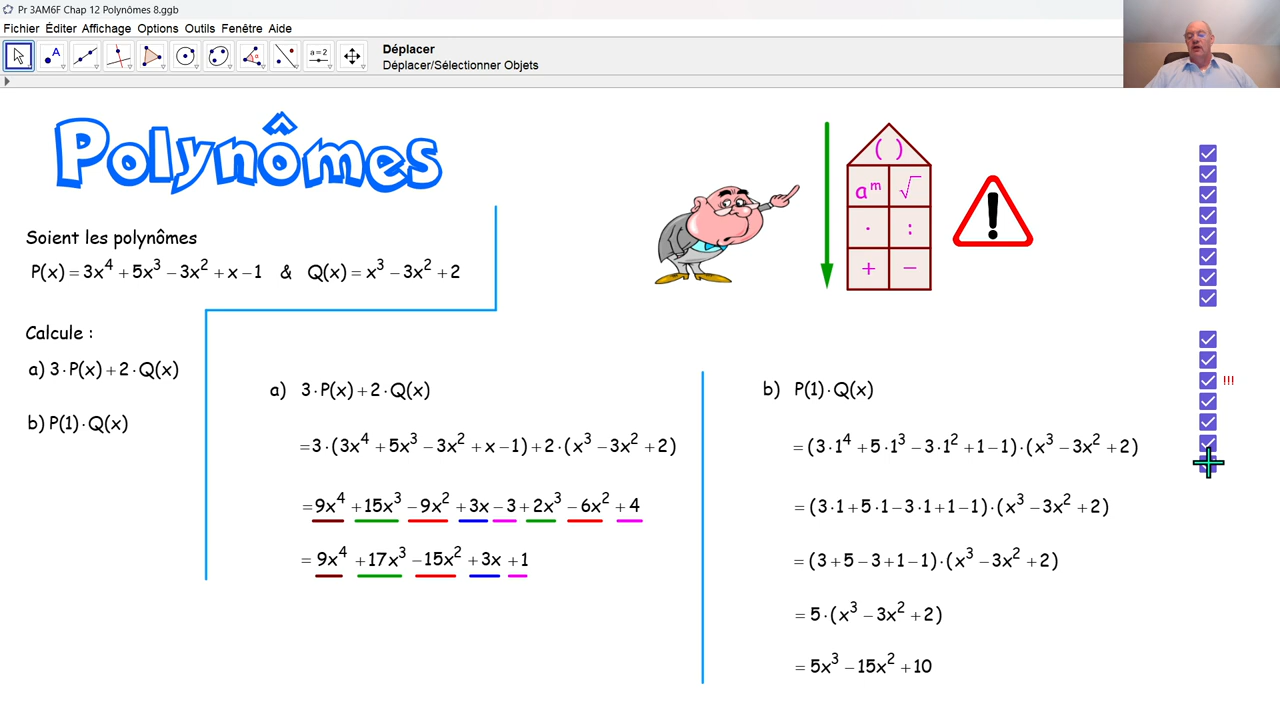 Pr 3AM6F Chap 12 Polynômes 8.ggb
Fichier Éditer Affichage Options Outils Fenêtre Aide
A
a=2
Déplacer
Déplacer/Sélectionner Objets
Polynômes
( )
aᵐ √
· :
+ −
!
Soient les polynômes
P(x) = 3x⁴ + 5x³ − 3x² + x − 1 & Q(x) = x³ − 3x² + 2
Calcule :
a) 3·P(x) + 2·Q(x)
b) P(1)·Q(x)
a) 3·P(x) + 2·Q(x)
= 3·(3x⁴ + 5x³ − 3x² + x − 1) + 2·(x³ − 3x² + 2)
= 9x⁴ + 15x³ − 9x² + 3x − 3 + 2x³ − 6x² + 4
= 9x⁴ + 17x³ − 15x² + 3x + 1
b) P(1)·Q(x)
= (3·1⁴ + 5·1³ − 3·1² + 1 − 1)·(x³ − 3x² + 2)
= (3·1 + 5·1 − 3·1 + 1 − 1)·(x³ − 3x² + 2)
= (3 + 5 − 3 + 1 − 1)·(x³ − 3x² + 2)
= 5·(x³ − 3x² + 2)
= 5x³ − 15x² + 10
!!!